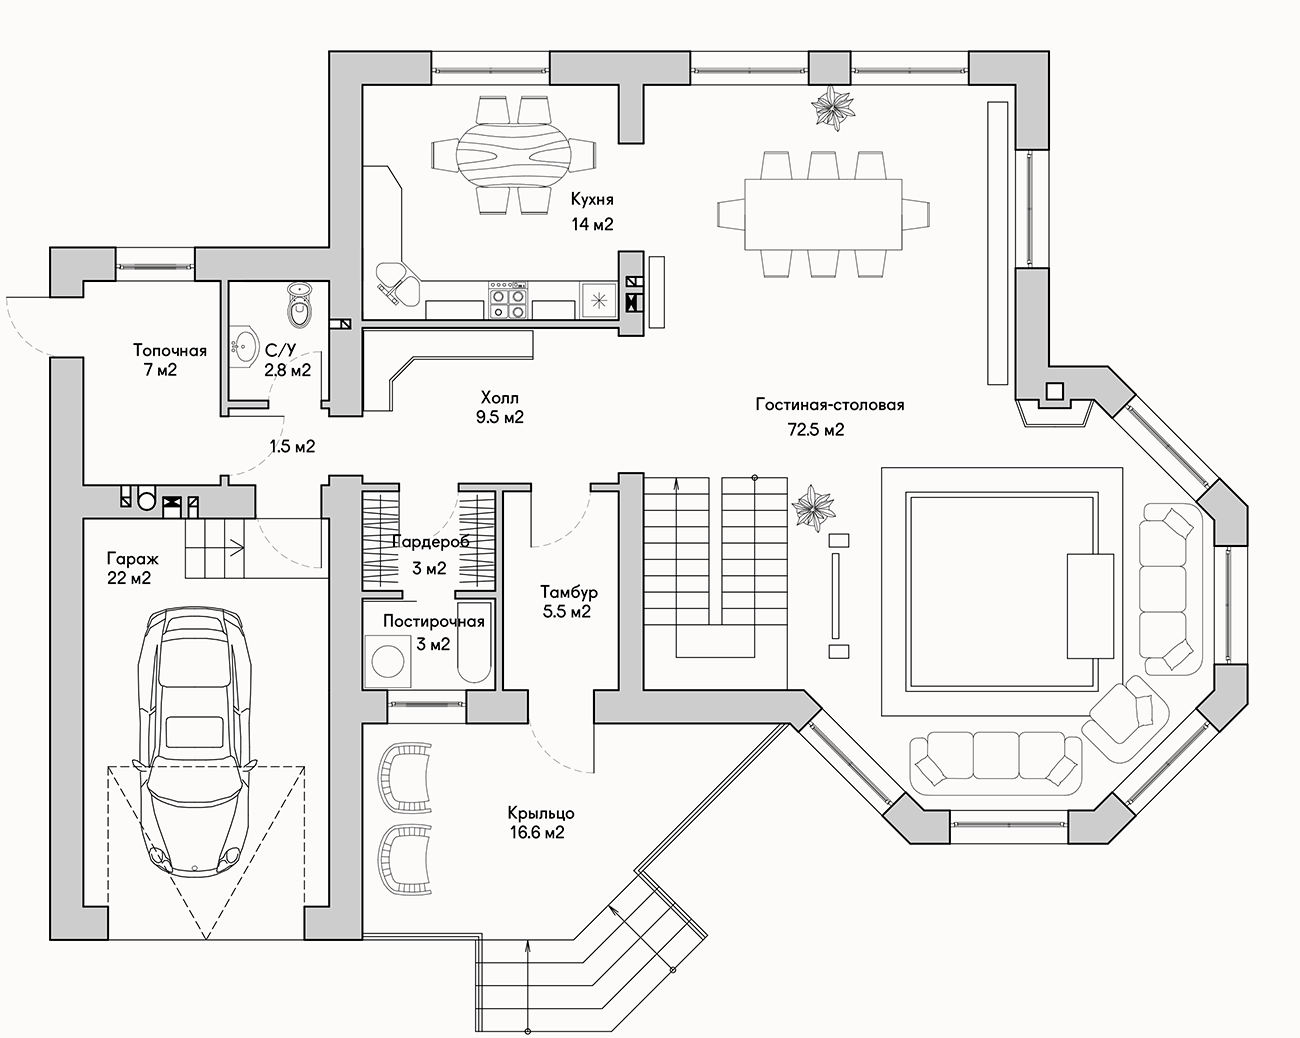 Кухня
14 м2
Топочная
7 м2
С/У
2.8 м2
Холл
9.5 м2
Гостиная-столовая
72.5 м2
1.5 м2
Гардероб
3 м2
Гараж
22 м2
Тамбур
5.5 м2
Постирочная
3 м2
Крыльцо
16.6 м2